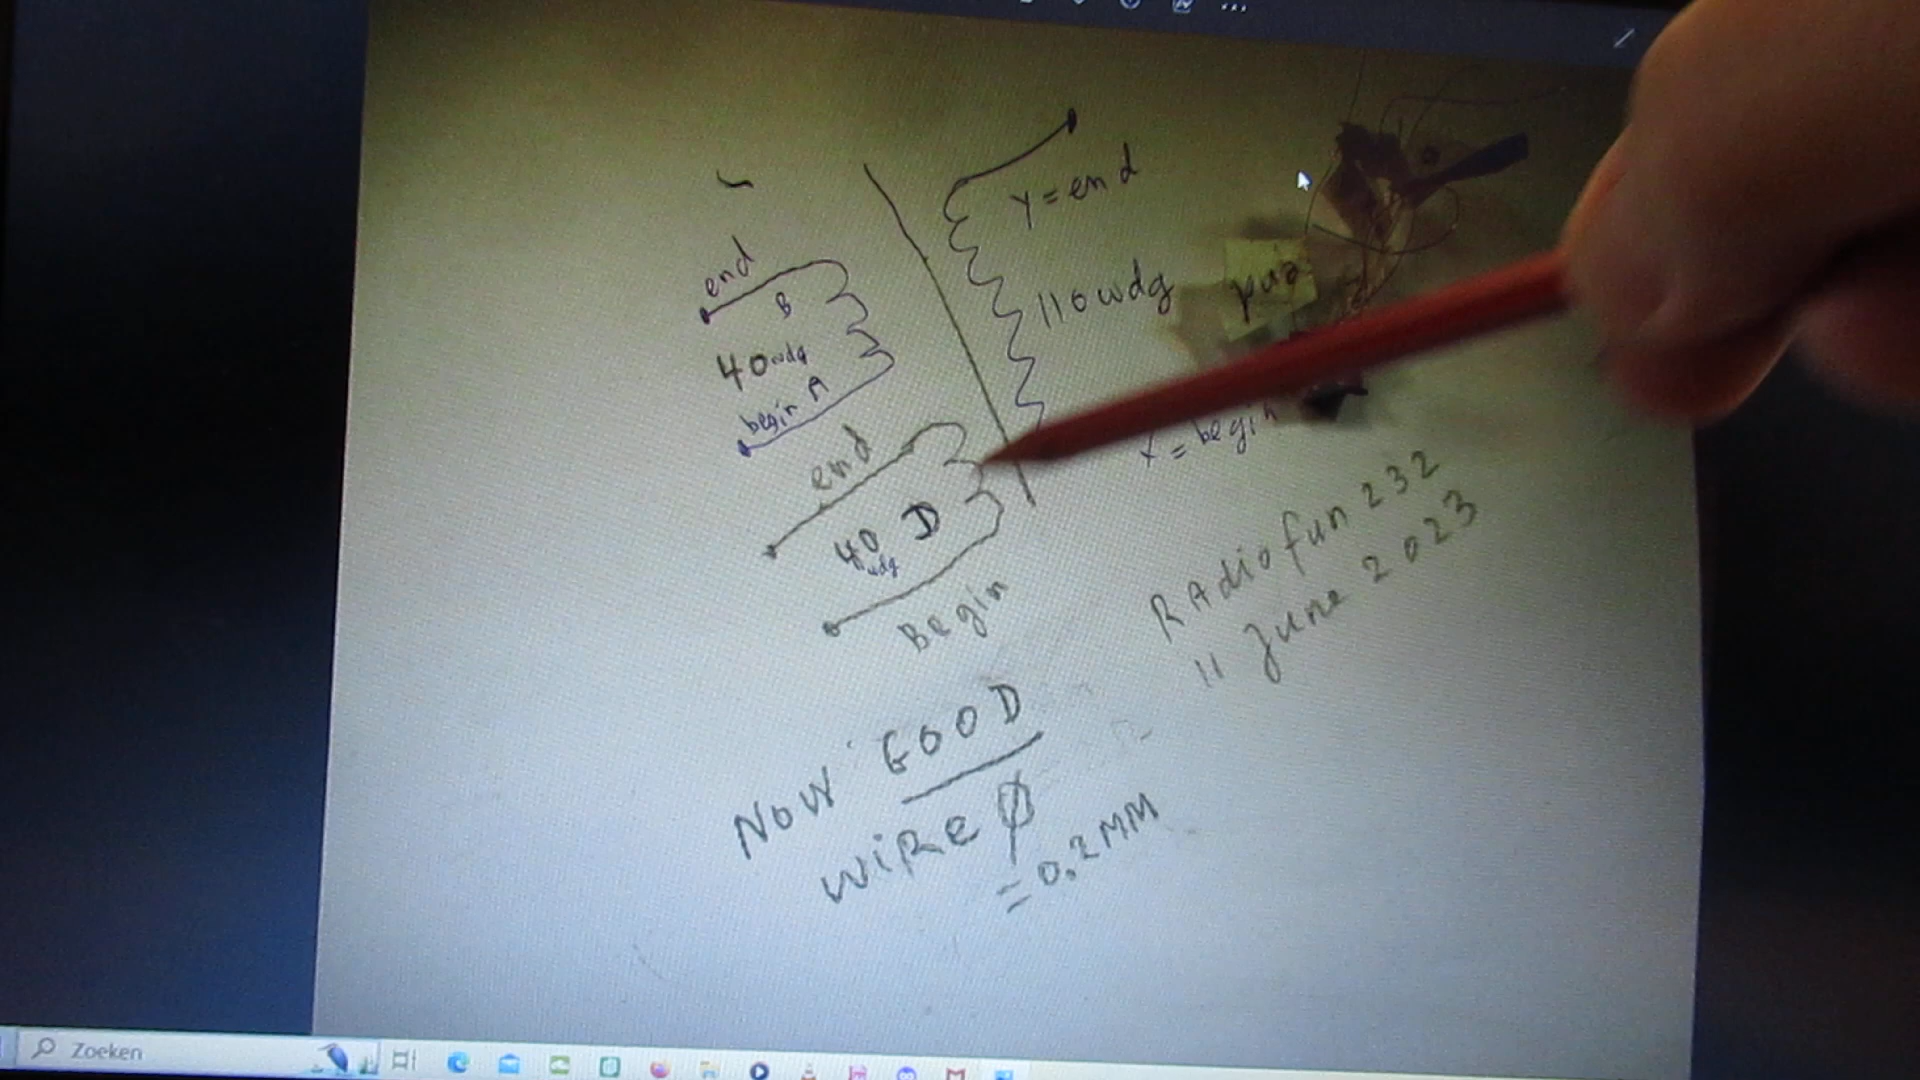 Y=end
end
B
110wdg
40wdg
begin A
= begin
end
40 D
wdg
Begin
RAdiofun 232
11 June 2023
NOW GOOD
WIRE Ø
=0.2MM
Zoeken